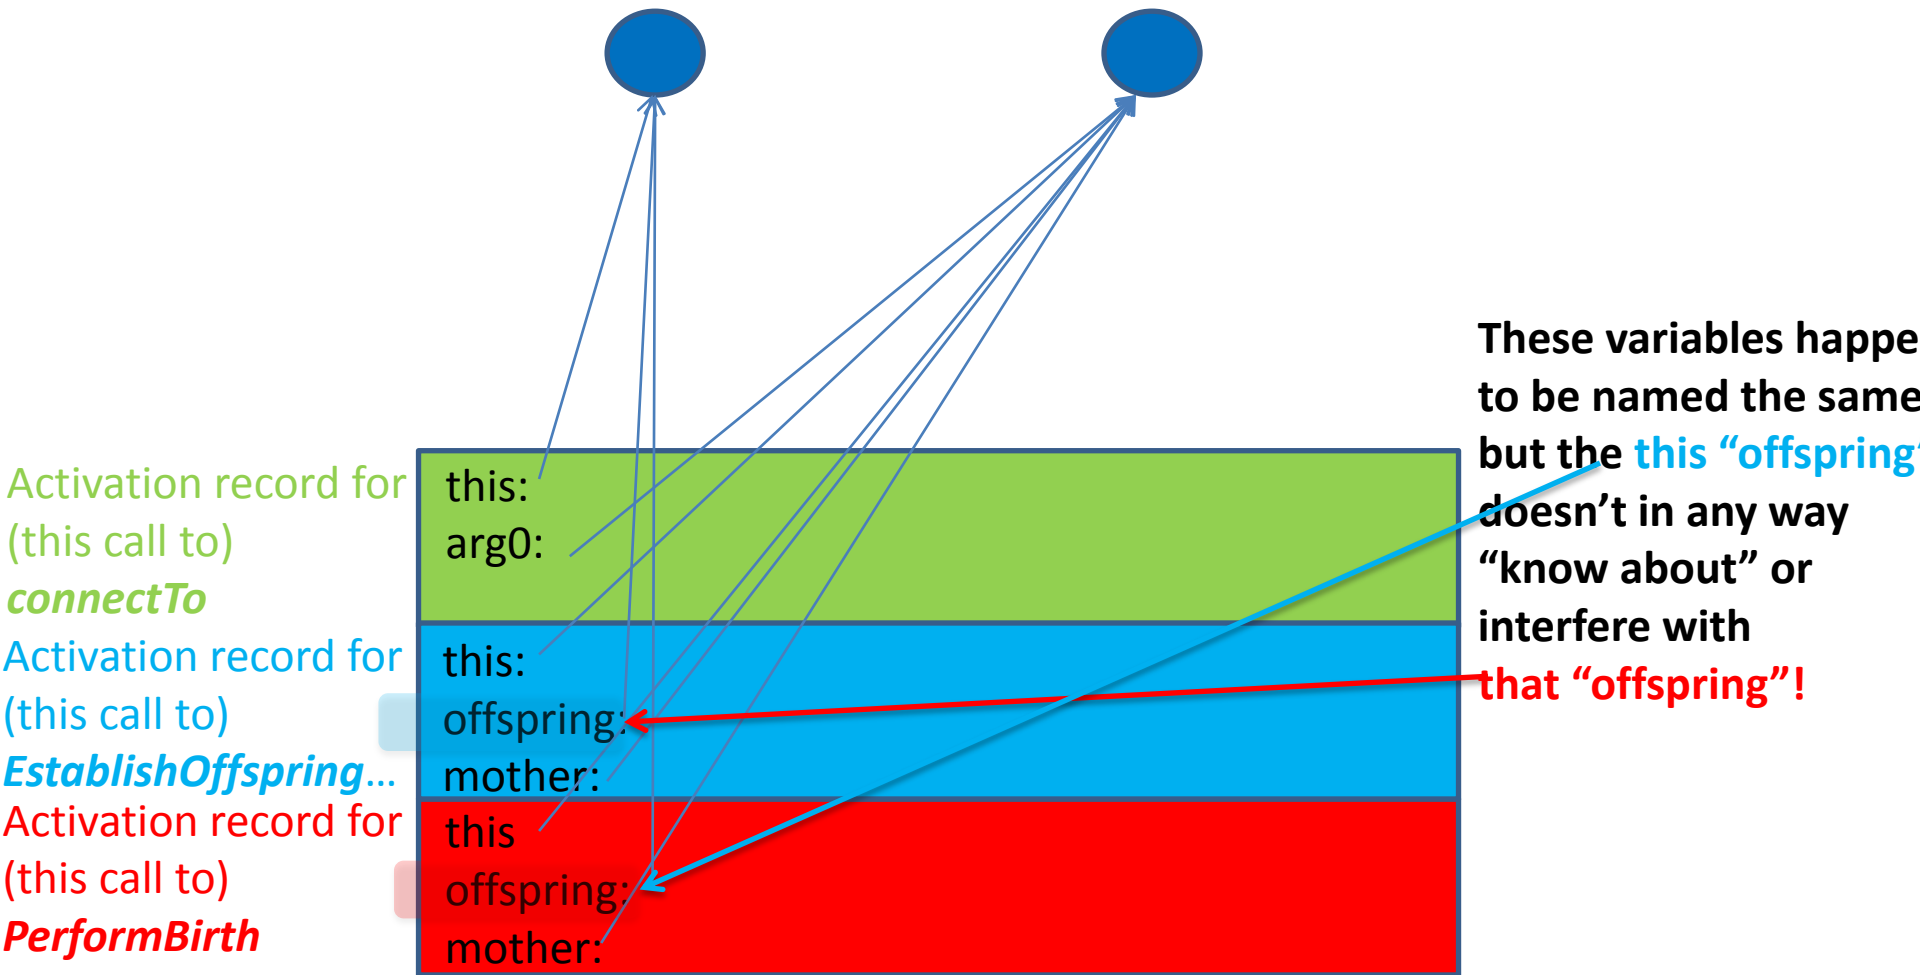 Activation record for
(this call to)
connectTo
Activation record for
(this call to)
EstablishOffspring...
Activation record for
(this call to)
PerformBirth
this:
arg0:
this:
offspring:
mother:
this
offspring:
mother:
These variables happe
to be named the same
but the this “offspring”
doesn’t in any way
“know about” or
interfere with
that “offspring”!